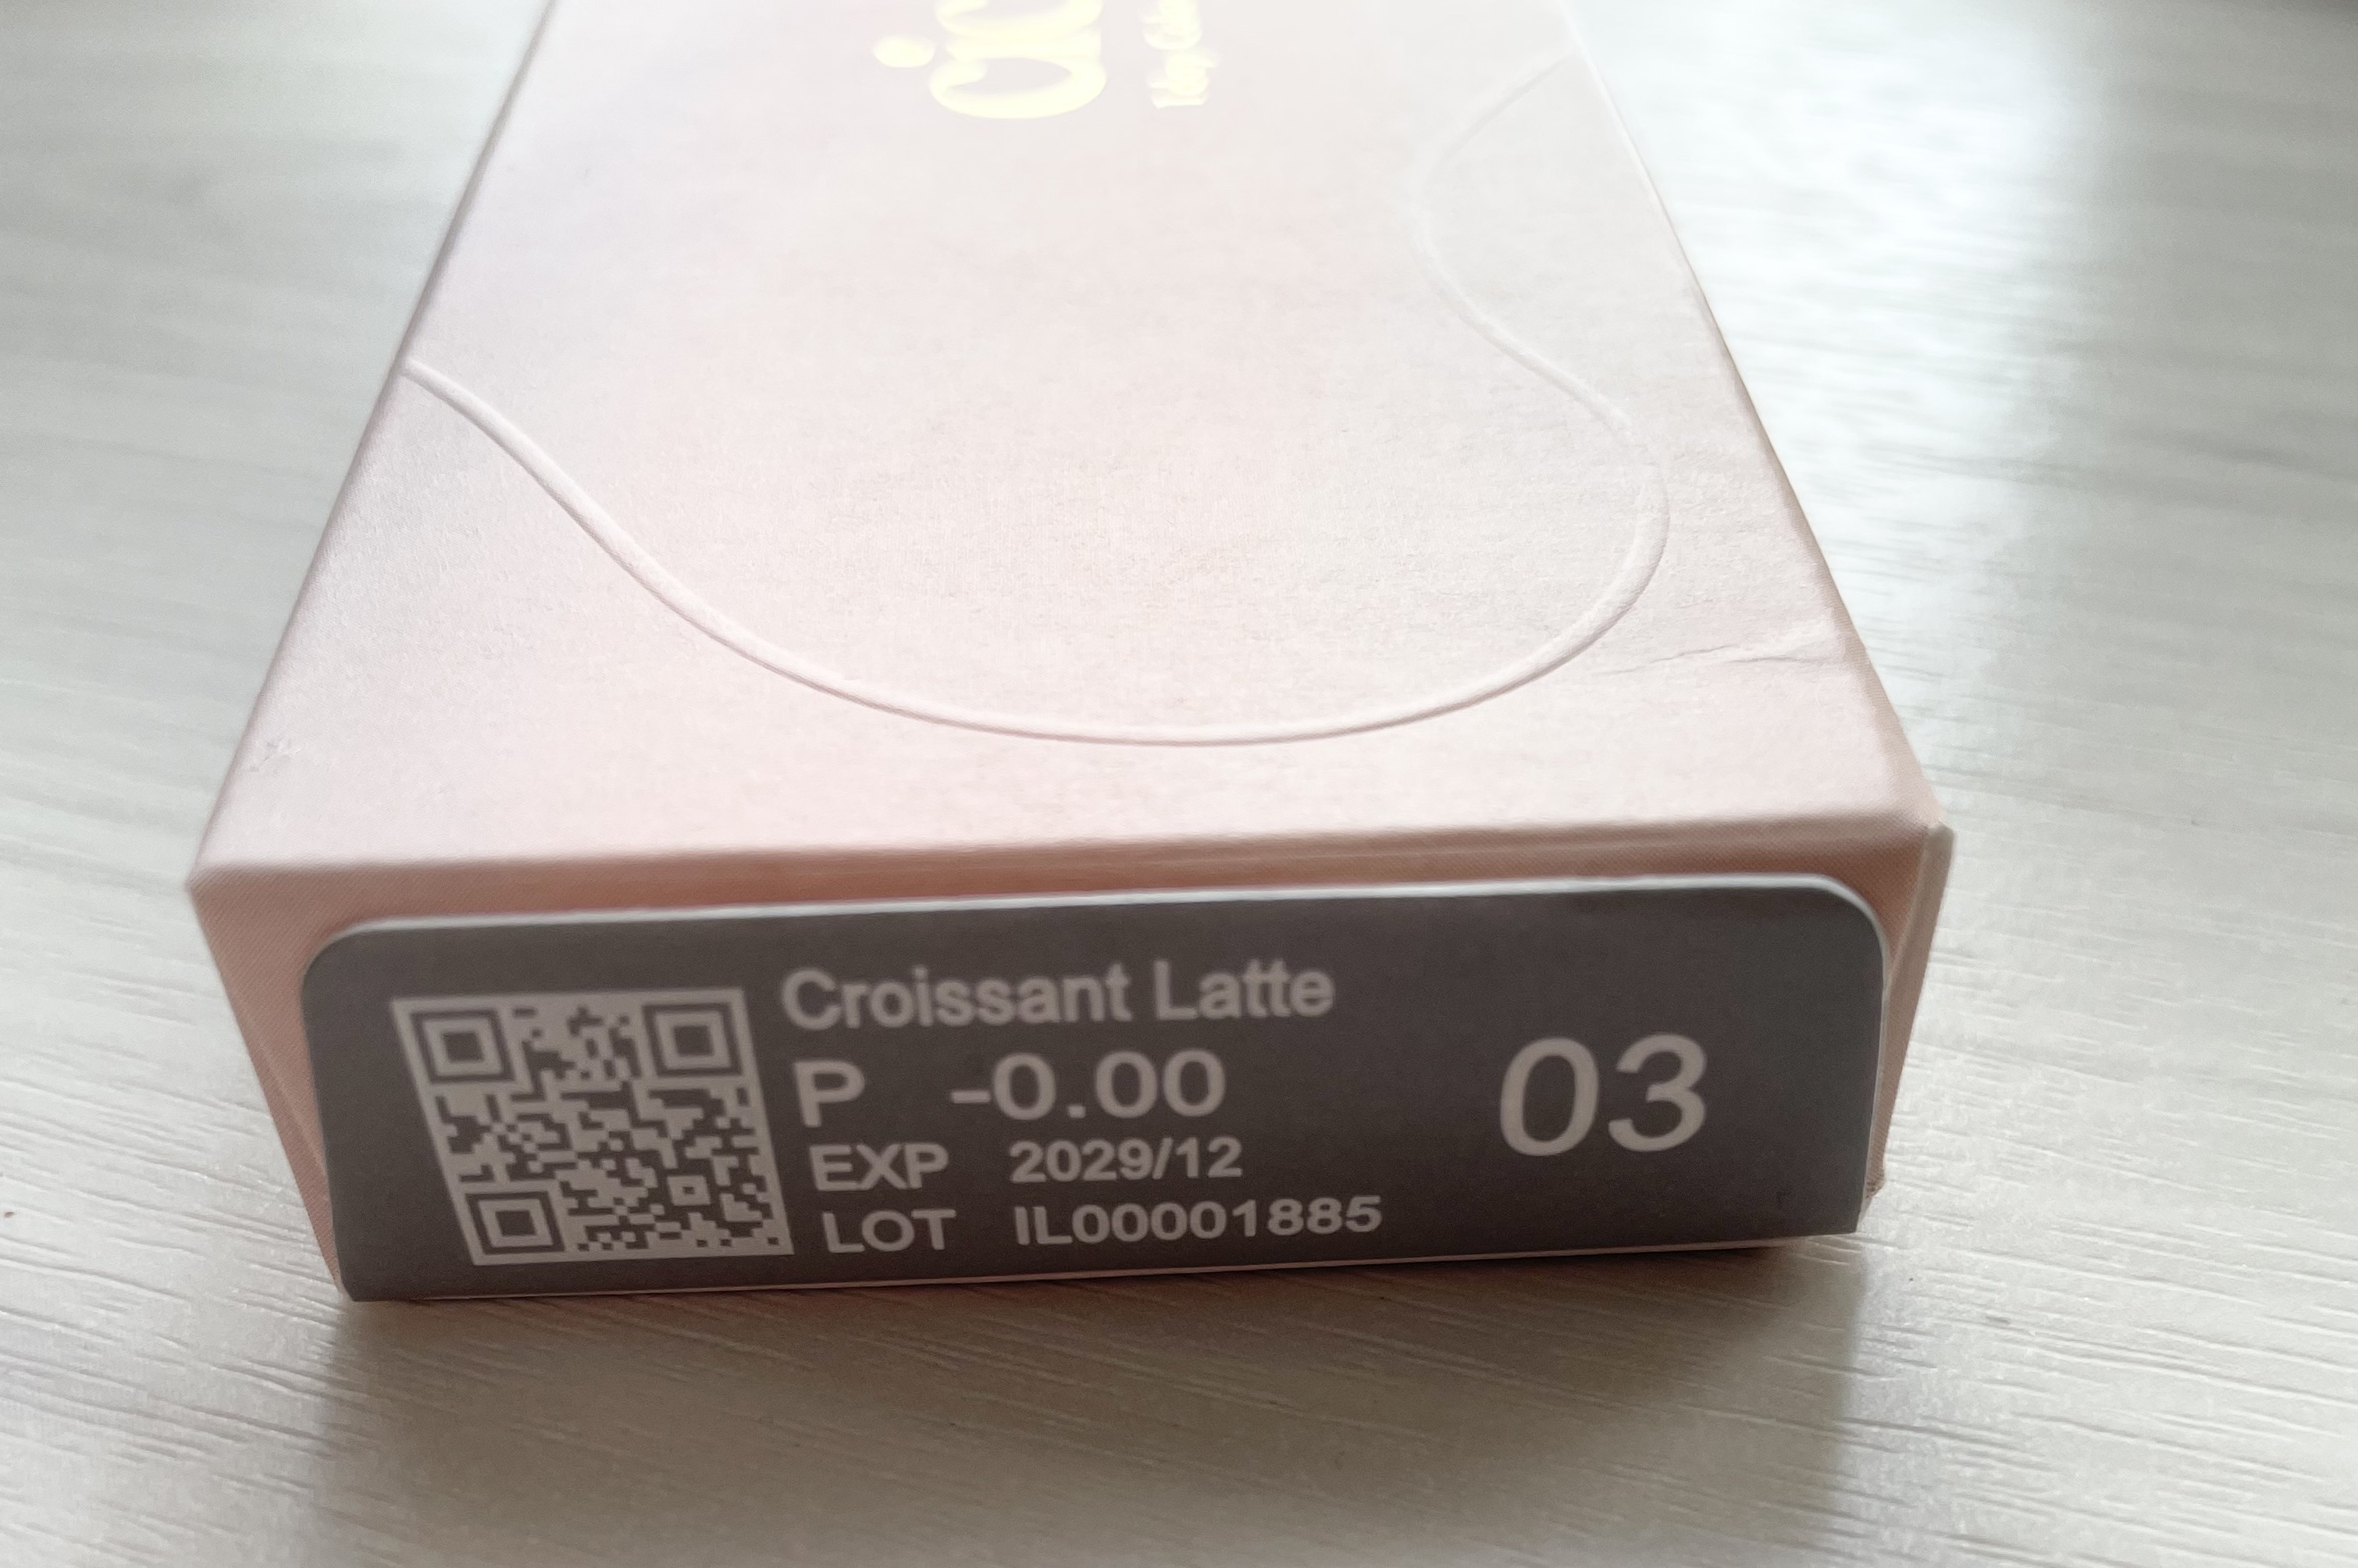 Croissant Latte
P -0.00
EXP 2029/12
LOT IL00001885
03